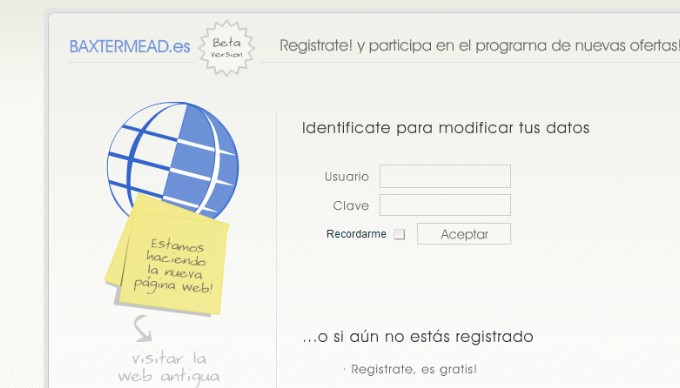 BAXTERMEAD.es
Beta
version
Registrate! y participa en el programa de nuevas ofertas!
Identificate para modificar tus datos
Usuario
Clave
Recordarme
Aceptar
Estamos
haciendo
la nueva
página web!
visitar la
web antigua
...o si aún no estás registrado
· Registrate, es gratis!